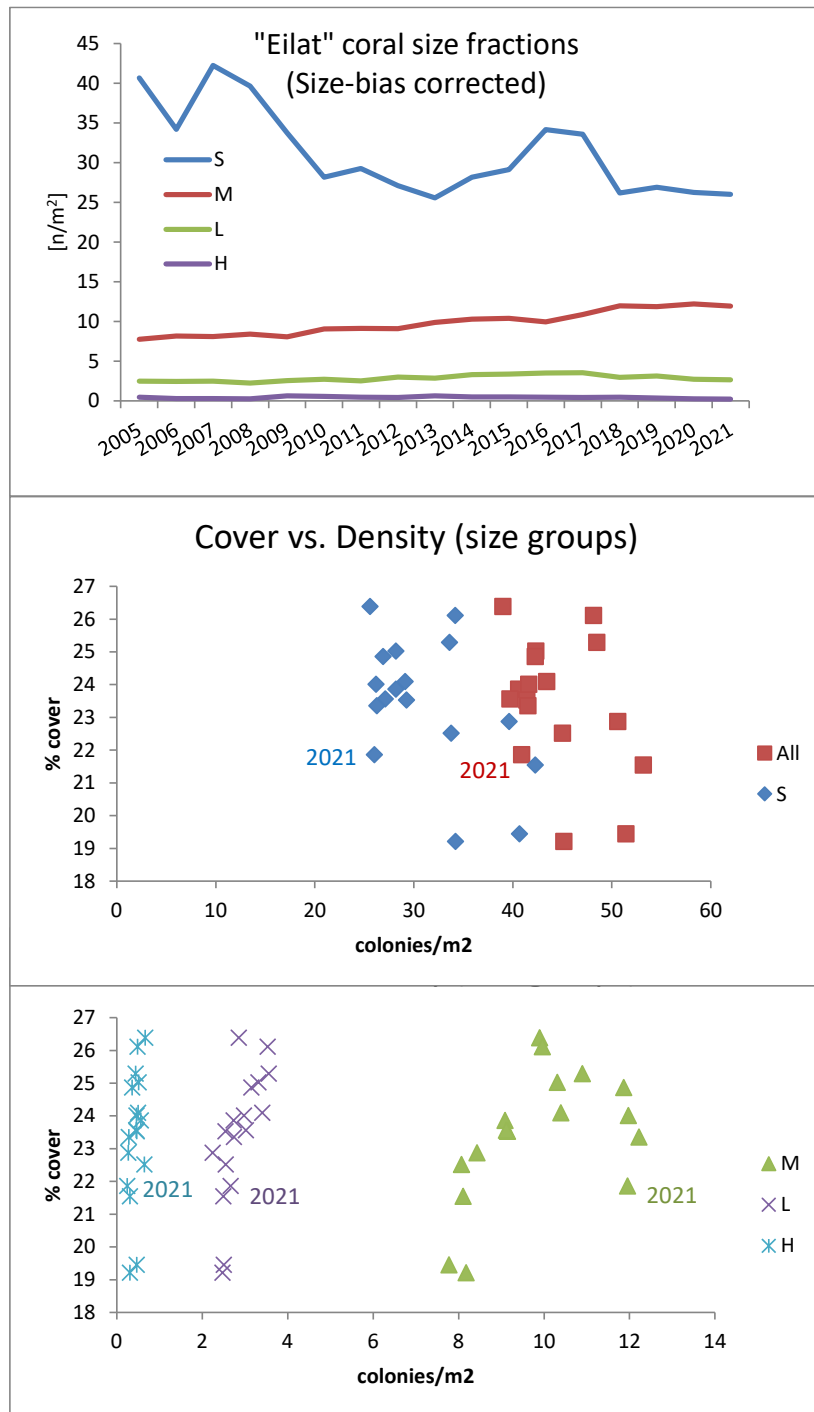 "Eilat" coral size fractions
(Size-bias corrected)
45
40
35
30
25
20
15
10
5
0
[n/m²]
S
M
L
H
2005 2006 2007 2008 2009 2010 2011 2012 2013 2014 2015 2016 2017 2018 2019 2020 2021
Cover vs. Density (size groups)
27
26
25
24
23
22
21
20
19
18
% cover
2021
2021
All
S
0 10 20 30 40 50 60
colonies/m2
27
26
25
24
23
22
21
20
19
18
% cover
2021
2021
2021
M
L
H
0 2 4 6 8 10 12 14
colonies/m2